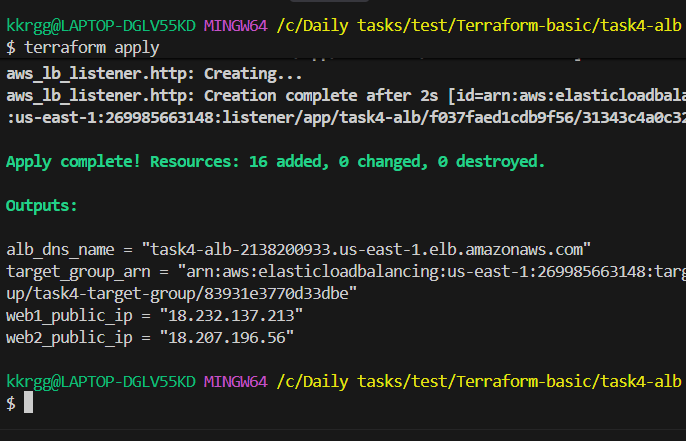 kkrgg@LAPTOP-DGLV55KD MINGW64 /c/Daily tasks/test/Terraform-basic/task4-alb
$ terraform apply
aws_lb_listener.http: Creating...
aws_lb_listener.http: Creation complete after 2s [id=arn:aws:elasticloadbala
:us-east-1:269985663148:listener/app/task4-alb/f037faed1cdb9f56/31343c4a0c32
Apply complete! Resources: 16 added, 0 changed, 0 destroyed.
Outputs:
alb_dns_name = "task4-alb-2138200933.us-east-1.elb.amazonaws.com"
target_group_arn = "arn:aws:elasticloadbalancing:us-east-1:269985663148:targ
up/task4-target-group/83931e3770d33dbe"
web1_public_ip = "18.232.137.213"
web2_public_ip = "18.207.196.56"
kkrgg@LAPTOP-DGLV55KD MINGW64 /c/Daily tasks/test/Terraform-basic/task4-alb
$